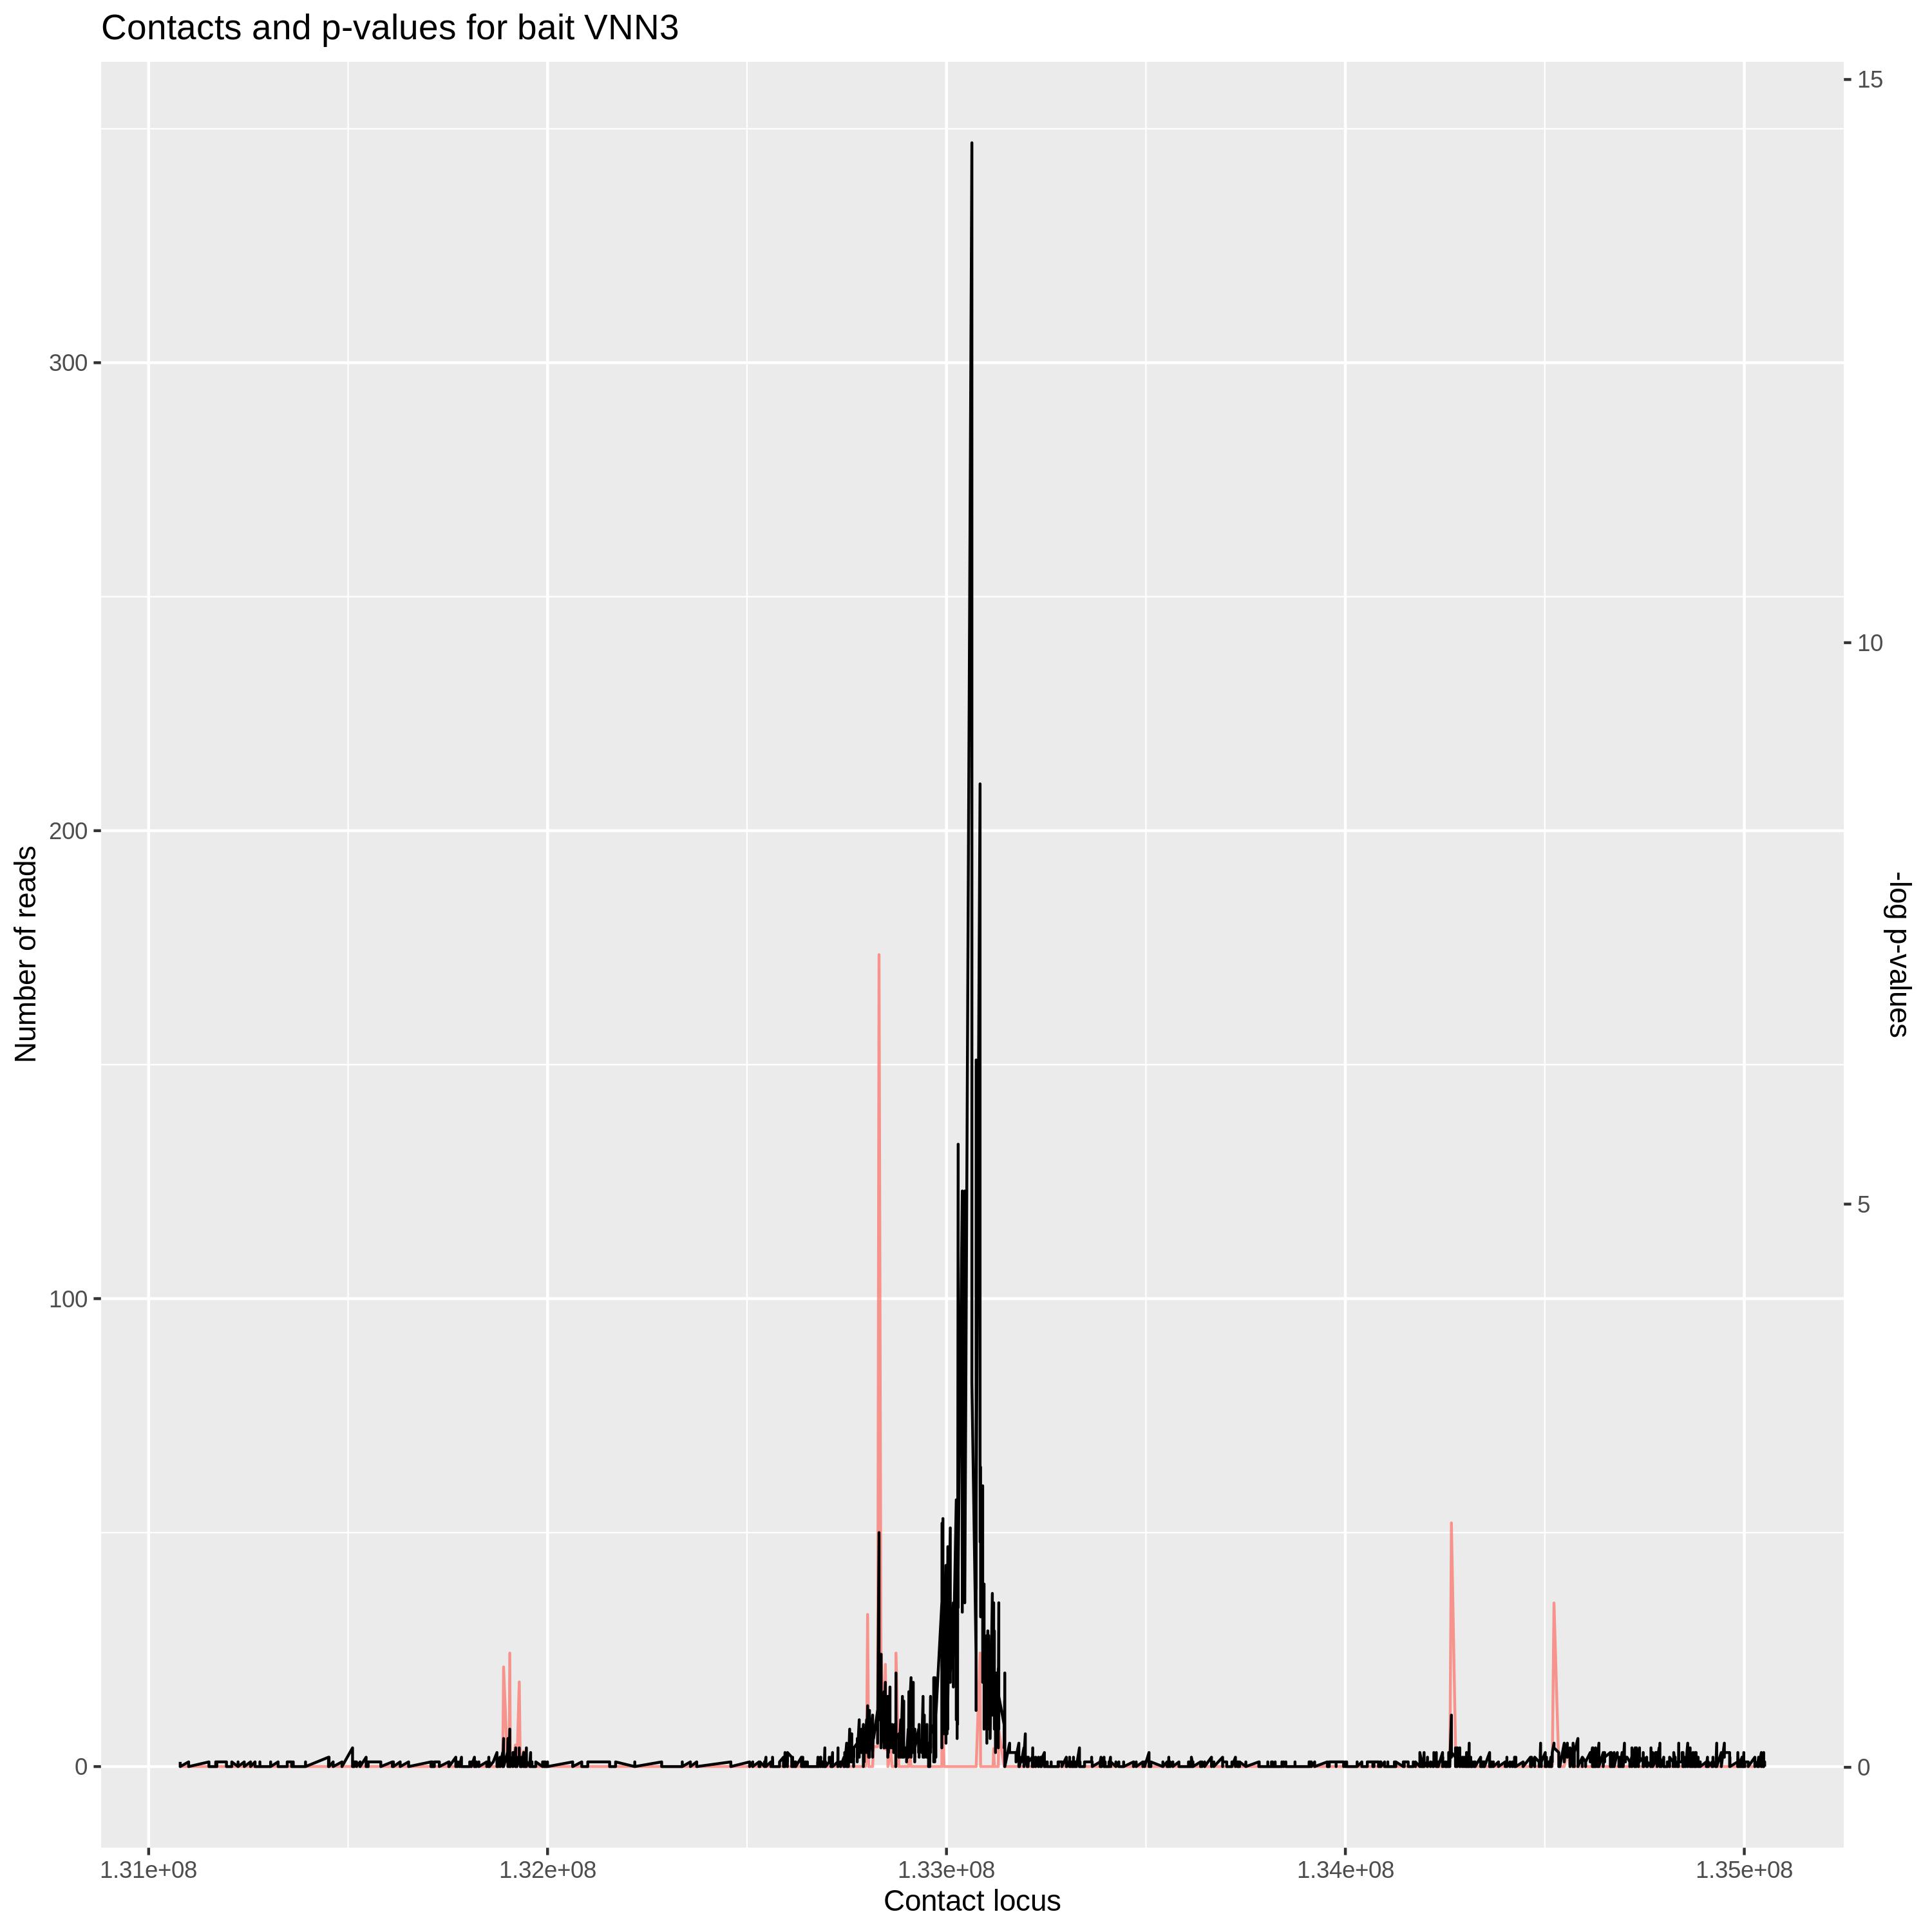 Contacts and p-values for bait VNN3
15
300
10
200
Number of reads
-log p-values
5
100
0
0
1.31e+08 1.32e+08 1.33e+08 1.34e+08 1.35e+08
Contact locus